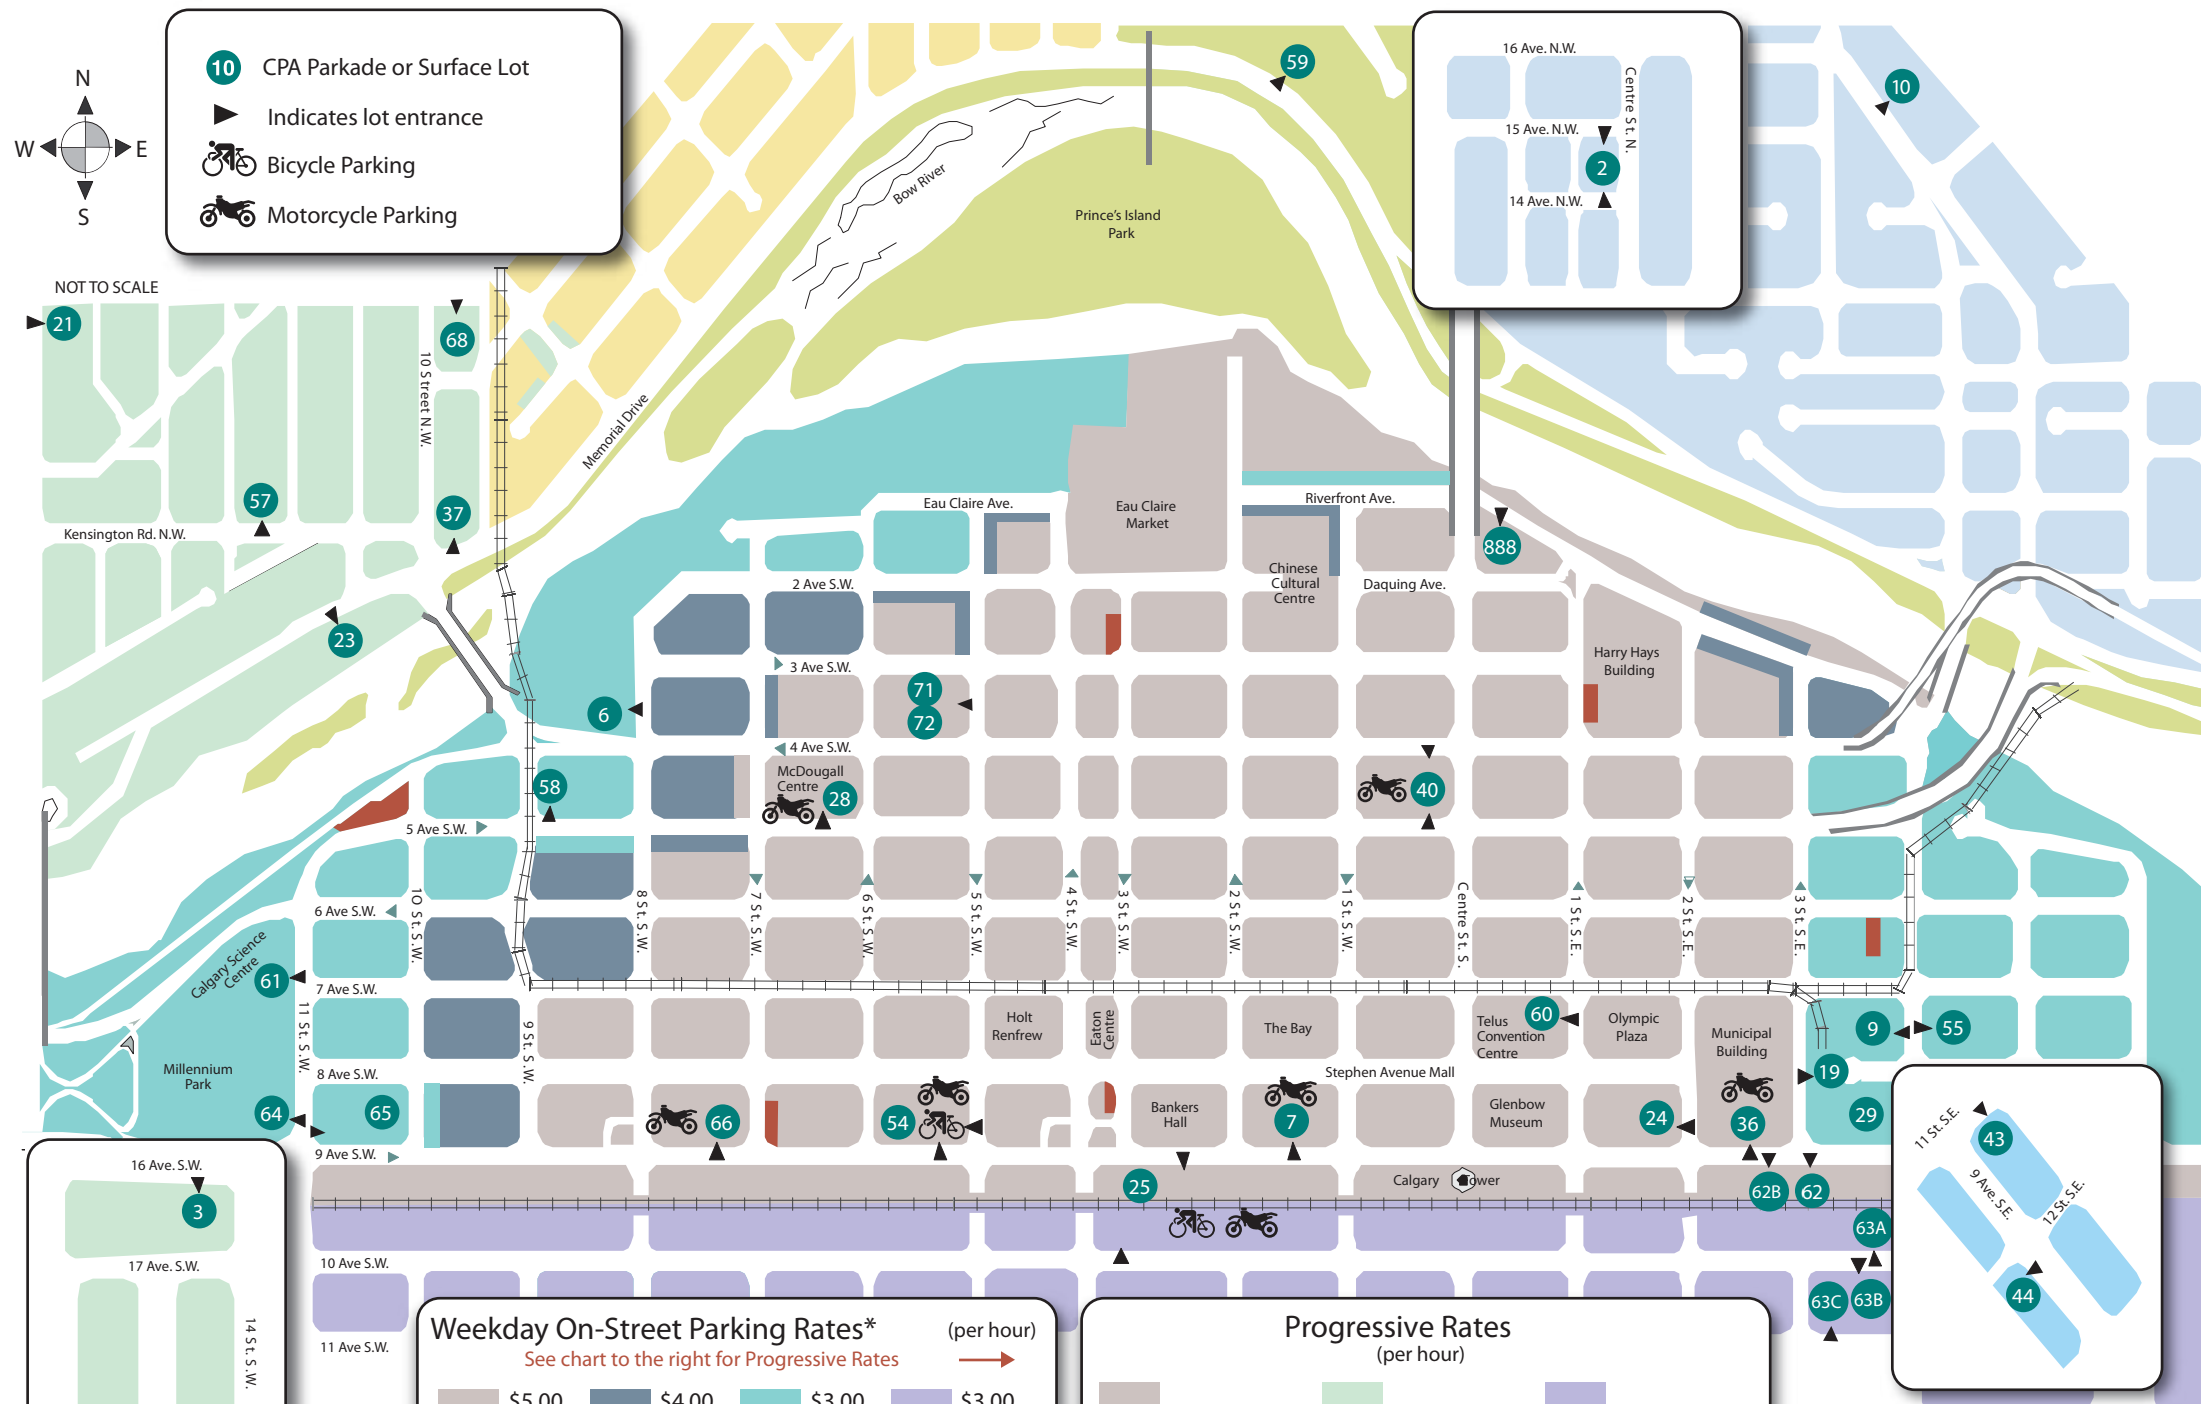 N
W
E
S
10 CPA Parkade or Surface Lot
Indicates lot entrance
Bicycle Parking
Motorcycle Parking
NOT TO SCALE
59
10
16 Ave. N.W.
Centre St. N.
15 Ave. N.W.
2
14 Ave. N.W.
Bow River
Prince's Island
Park
21
68
10 Street N.W.
Memorial Drive
57
37
Kensington Rd. N.W.
23
Eau Claire Ave.
Riverfront Ave.
Eau Claire
Market
888
Chinese
Cultural
Centre
2 Ave S.W.
Daquing Ave.
Harry Hays
Building
3 Ave S.W.
71
72
6
4 Ave S.W.
McDougall
Centre
28
58
40
5 Ave S.W.
6 Ave S.W.
10 St. S.W.
8 St. S.W.
7 St. S.W.
6 St. S.W.
5 St. S.W.
4 St. S.W.
3 St. S.W.
2 St. S.W.
1 St. S.W.
Centre St. S.
1 St. S.E.
2 St. S.E.
3 St. S.E.
Calgary Science
Centre
61
7 Ave S.W.
11 St. S.W.
9 St. S.W.
Holt
Renfrew
Eaton
Centre
The Bay
60
Telus
Convention
Centre
Olympic
Plaza
Municipal
Building
9
55
Millennium
Park
8 Ave S.W.
Stephen Avenue Mall
19
64
65
66
54
Bankers
Hall
7
Glenbow
Museum
24
36
29
9 Ave S.W.
25
Calgary Tower
62B
62
63A
10 Ave S.W.
63C
63B
11 Ave S.W.
16 Ave. S.W.
3
17 Ave. S.W.
14 St. S.W.
11 St. S.E.
43
9 Ave. S.E.
12 St. S.E.
44
Weekday On-Street Parking Rates* (per hour)
See chart to the right for Progressive Rates
$5.00 $4.00 $3.00 $3.00
Progressive Rates
(per hour)